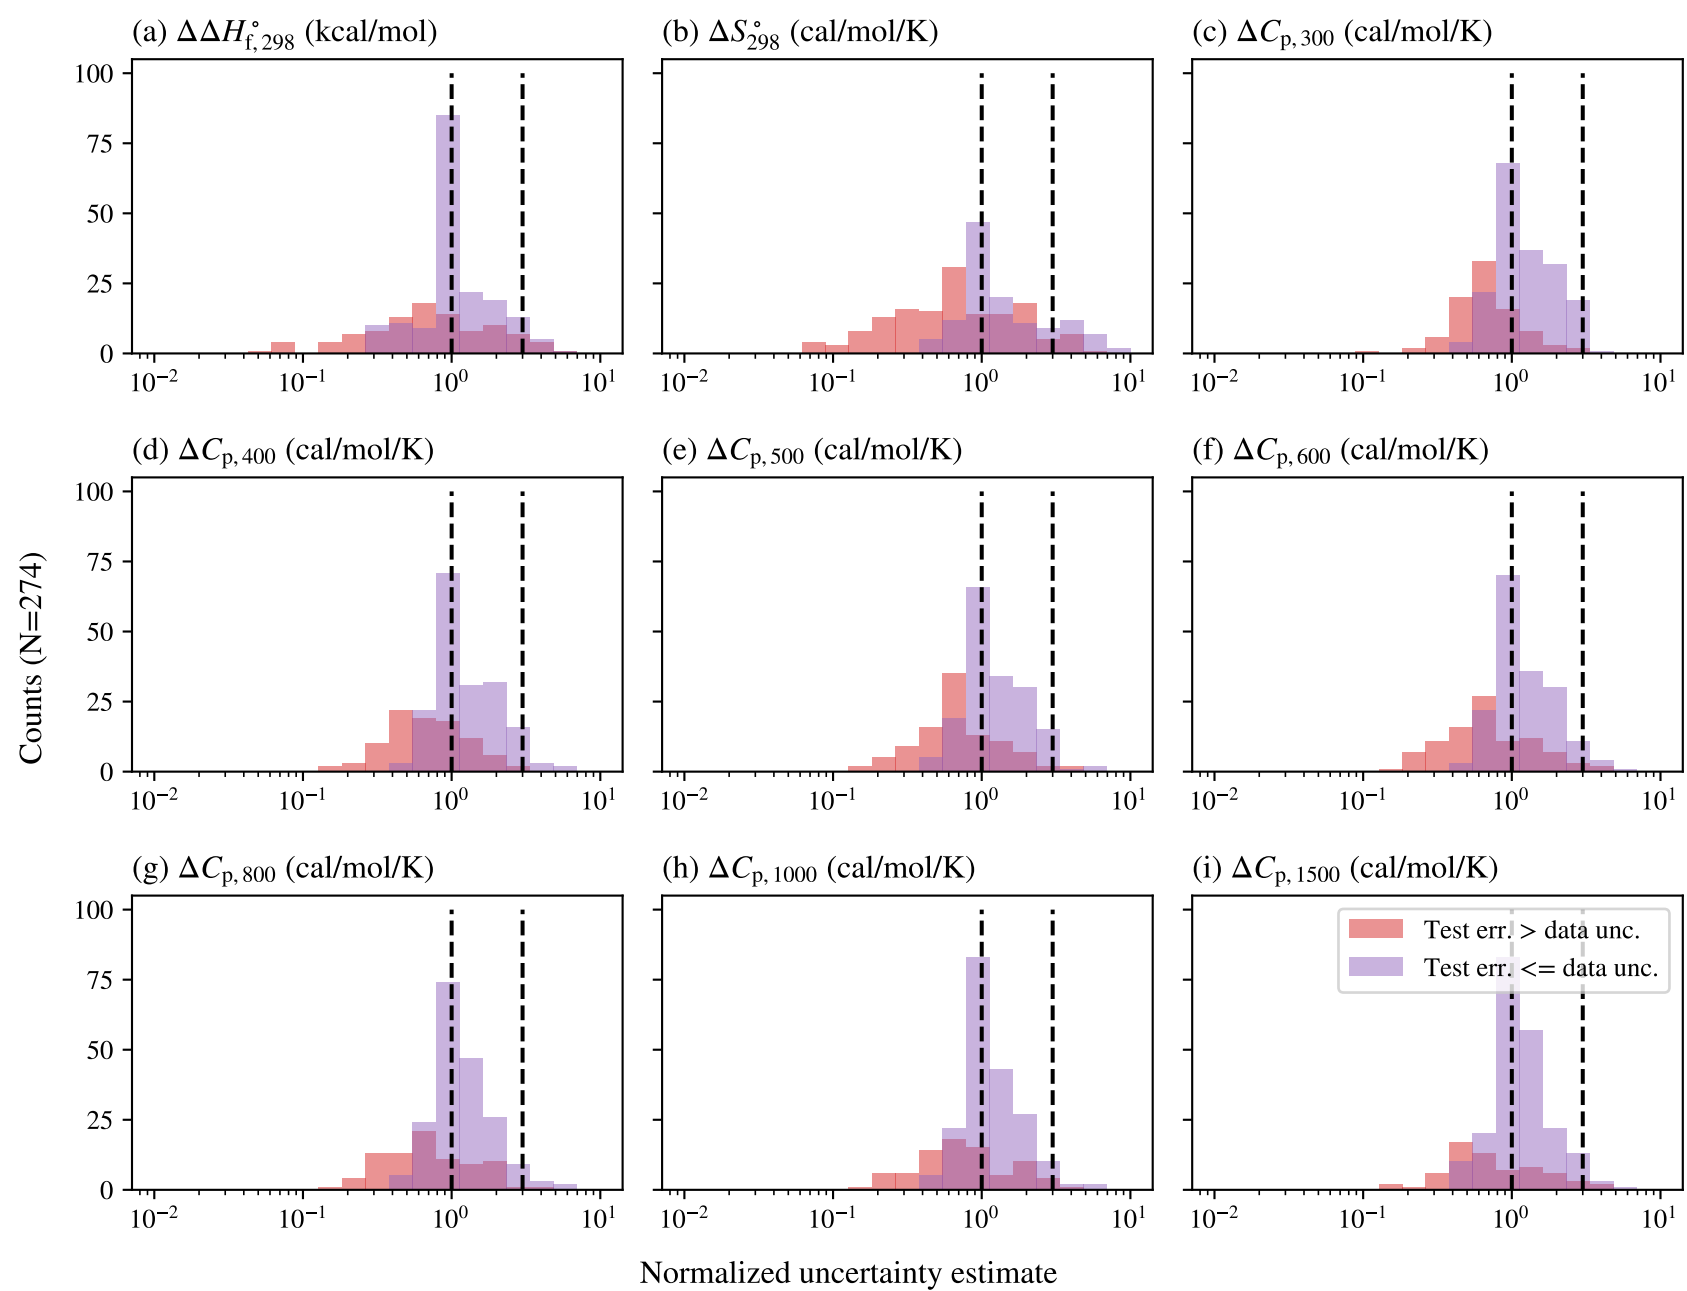 (a) ΔΔH°f, 298 (kcal/mol)
(b) ΔS°298 (cal/mol/K)
(c) ΔCp, 300 (cal/mol/K)
100
75
50
25
0
10⁻² 10⁻¹ 10⁰ 10¹
10⁻² 10⁻¹ 10⁰ 10¹
10⁻² 10⁻¹ 10⁰ 10¹
(d) ΔCp, 400 (cal/mol/K)
(e) ΔCp, 500 (cal/mol/K)
(f) ΔCp, 600 (cal/mol/K)
Counts (N=274)
100
75
50
25
0
10⁻² 10⁻¹ 10⁰ 10¹
10⁻² 10⁻¹ 10⁰ 10¹
10⁻² 10⁻¹ 10⁰ 10¹
(g) ΔCp, 800 (cal/mol/K)
(h) ΔCp, 1000 (cal/mol/K)
(i) ΔCp, 1500 (cal/mol/K)
100
75
50
25
0
Test err. > data unc.
Test err. <= data unc.
10⁻² 10⁻¹ 10⁰ 10¹
10⁻² 10⁻¹ 10⁰ 10¹
10⁻² 10⁻¹ 10⁰ 10¹
Normalized uncertainty estimate